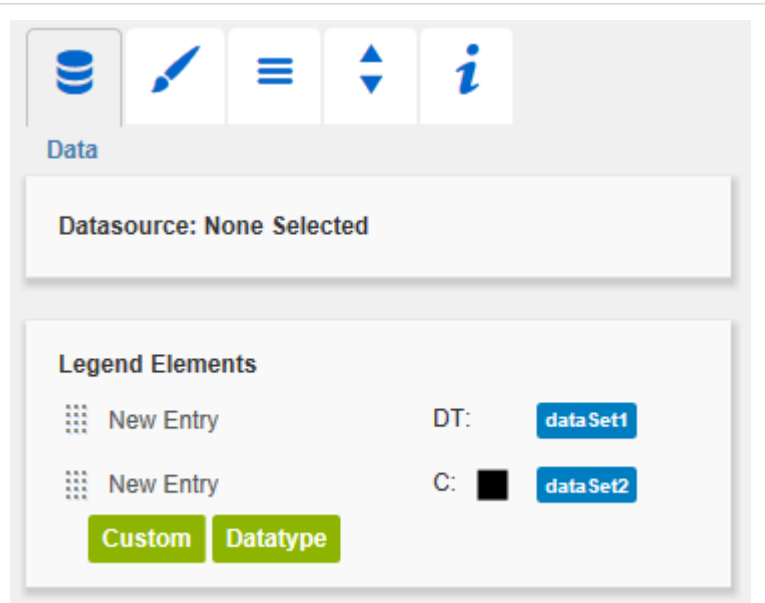 Data
Datasource: None Selected
Legend Elements
New Entry DT: dataSet1
New Entry C: dataSet2
Custom Datatype